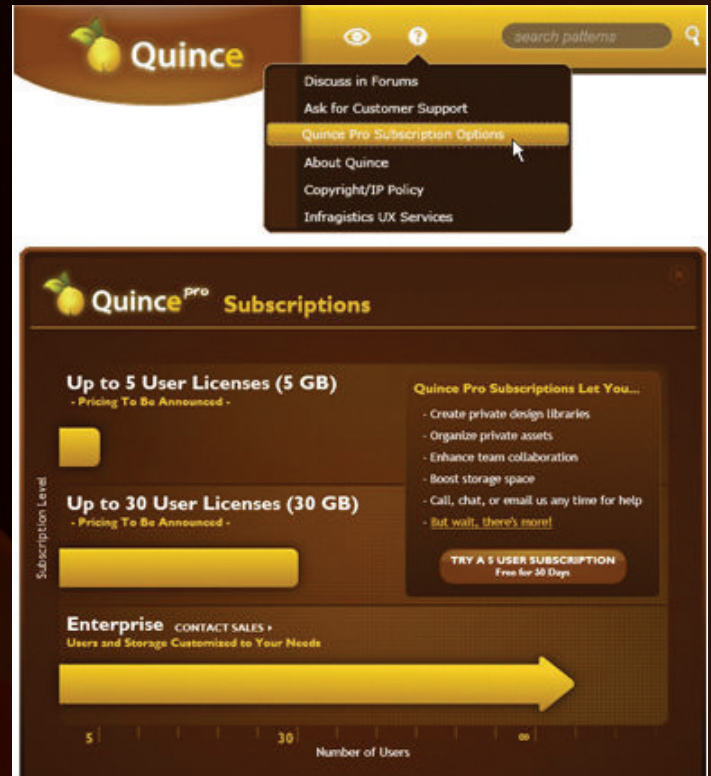 Quince
?
search patterns
Discuss in Forums
Ask for Customer Support
Quince Pro Subscription Options
About Quince
Copyright/IP Policy
Infragistics UX Services
Quince pro Subscriptions
Up to 5 User Licenses (5 GB)
- Pricing To Be Announced -
Up to 30 User Licenses (30 GB)
- Pricing To Be Announced -
Enterprise CONTACT SALES ▸
Users and Storage Customized to Your Needs
Subscription Level
5 30 ∞
Number of Users
Quince Pro Subscriptions Let You...
- Create private design libraries
- Organize private assets
- Enhance team collaboration
- Boost storage space
- Call, chat, or email us any time for help
- But wait, there's more!
TRY A 5 USER SUBSCRIPTION
Free for 30 Days